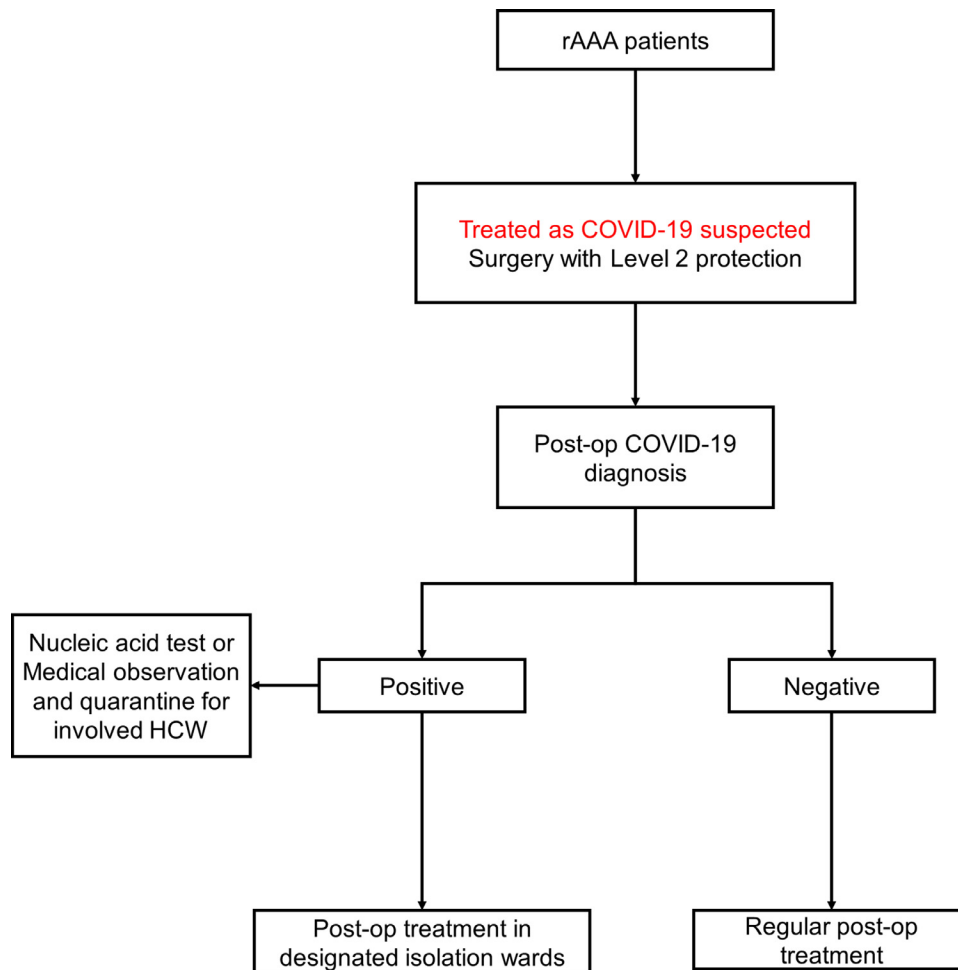 rAAA patients
Treated as COVID-19 suspected
Surgery with Level 2 protection
Post-op COVID-19
diagnosis
Nucleic acid test or
Medical observation
and quarantine for
involved HCW
Positive
Negative
Post-op treatment in
designated isolation wards
Regular post-op
treatment